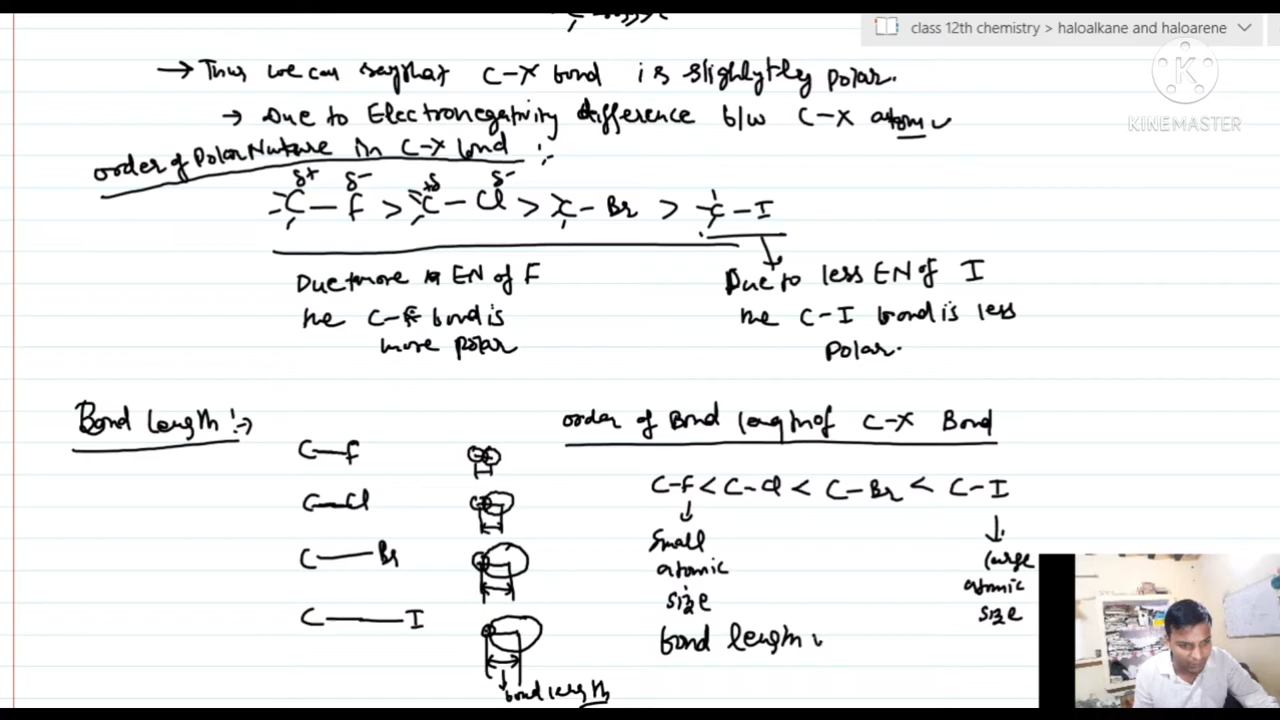 class 12th chemistry > haloalkane and haloarene
KINEMASTER
→ Thus we can say that C-X bond is slighlytly polar.
→ Due to Electronegativity difference b/w C-X atom
order of Polar Nature in C-X bond :-
δ+ δ- +δ δ-
C-F > C-Cl > C-Br > C-I
Due to more EN of F
the C-F bond is
more polar
Due to less EN of I
the C-I bond is less
polar.
Bond length :->
C-F
C-Cl
C-Br
C-I
bond length
order of Bond length of C-X Bond
C-F < C-Cl < C-Br < C-I
Small
atomic
size
bond length
large
atomic
size